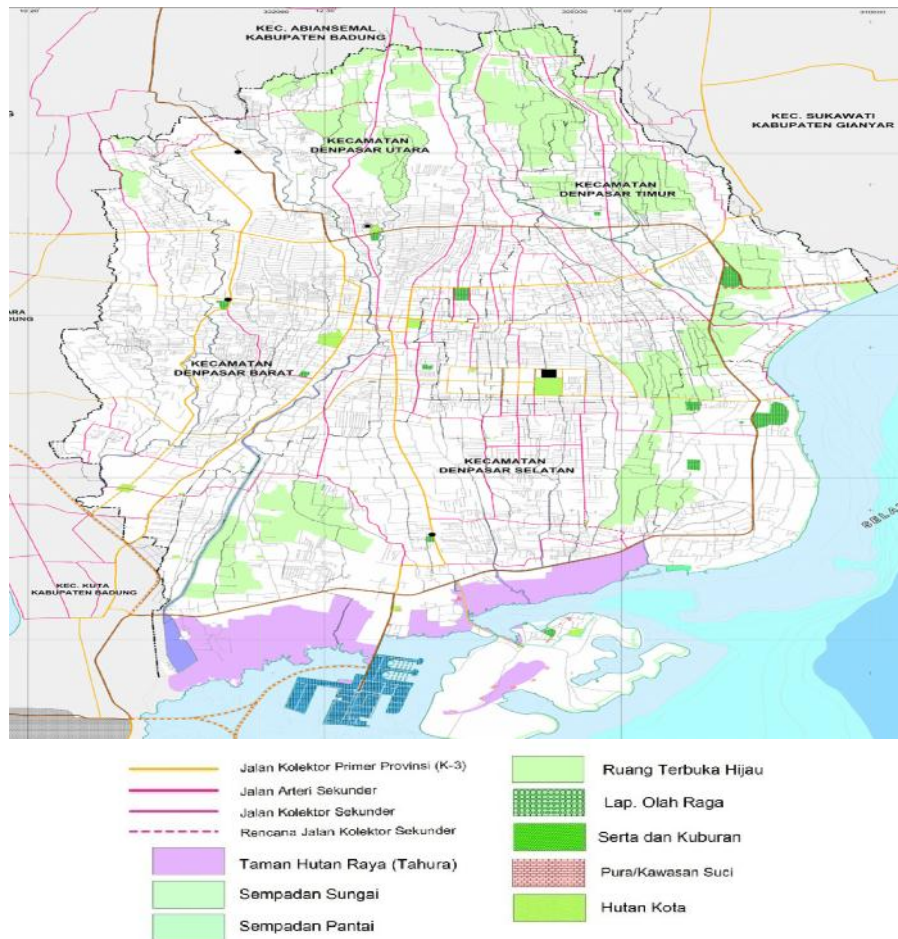 KEC. ABIANSEMAL
KABUPATEN BADUNG
KEC. SUKAWATI
KABUPATEN GIANYAR
KECAMATAN
DENPASAR UTARA
KECAMATAN
DENPASAR TIMUR
KECAMATAN
DENPASAR BARAT
KECAMATAN
DENPASAR SELATAN
KEC. KUTA
KABUPATEN BADUNG
Jalan Kolektor Primer Provinsi (K-3)
Jalan Arteri Sekunder
Jalan Kolektor Sekunder
Rencana Jalan Kolektor Sekunder
Taman Hutan Raya (Tahura)
Sempadan Sungai
Sempadan Pantai
Ruang Terbuka Hijau
Lap. Olah Raga
Serta dan Kuburan
Pura/Kawasan Suci
Hutan Kota